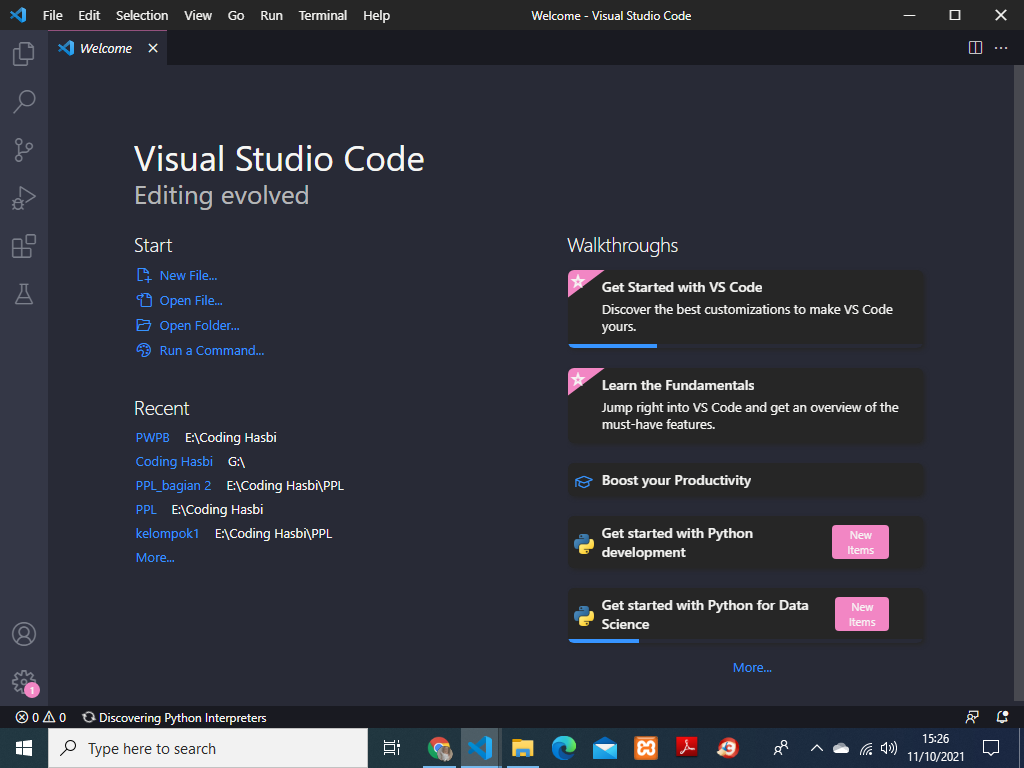 File Edit Selection View Go Run Terminal Help
Welcome - Visual Studio Code
Welcome
Visual Studio Code
Editing evolved
Start
New File...
Open File...
Open Folder...
Run a Command...
Recent
PWPB E:\Coding Hasbi
Coding Hasbi G:\
PPL_bagian 2 E:\Coding Hasbi\PPL
PPL E:\Coding Hasbi
kelompok1 E:\Coding Hasbi\PPL
More...
Walkthroughs
Get Started with VS Code
Discover the best customizations to make VS Code
yours.
Learn the Fundamentals
Jump right into VS Code and get an overview of the
must-have features.
Boost your Productivity
Get started with Python
development
New
Items
Get started with Python for Data
Science
New
Items
More...
1
0 0 Discovering Python Interpreters
Type here to search
15:26
11/10/2021